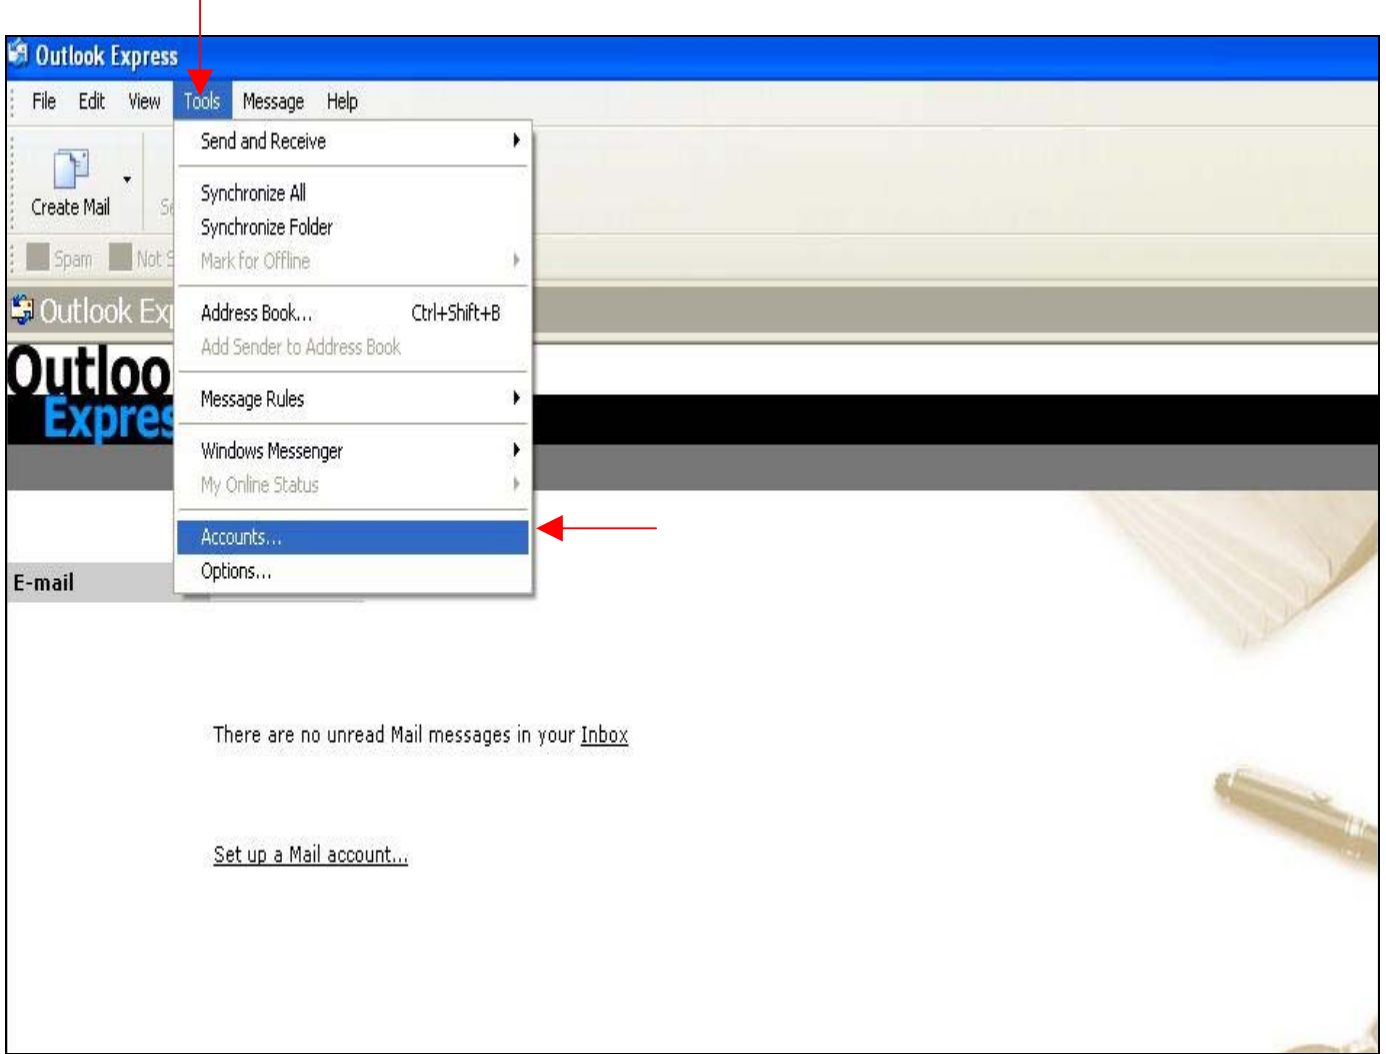 Outlook Express
File Edit View Tools Message Help
Send and Receive
Synchronize All
Create Mail
Synchronize Folder
Spam Not
Mark for Offline
Outlook
Address Book... Ctrl+Shift+B
Add Sender to Address Book
Message Rules
Windows Messenger
My Online Status
Accounts...
Options...
E-mail
There are no unread Mail messages in your Inbox
Set up a Mail account...